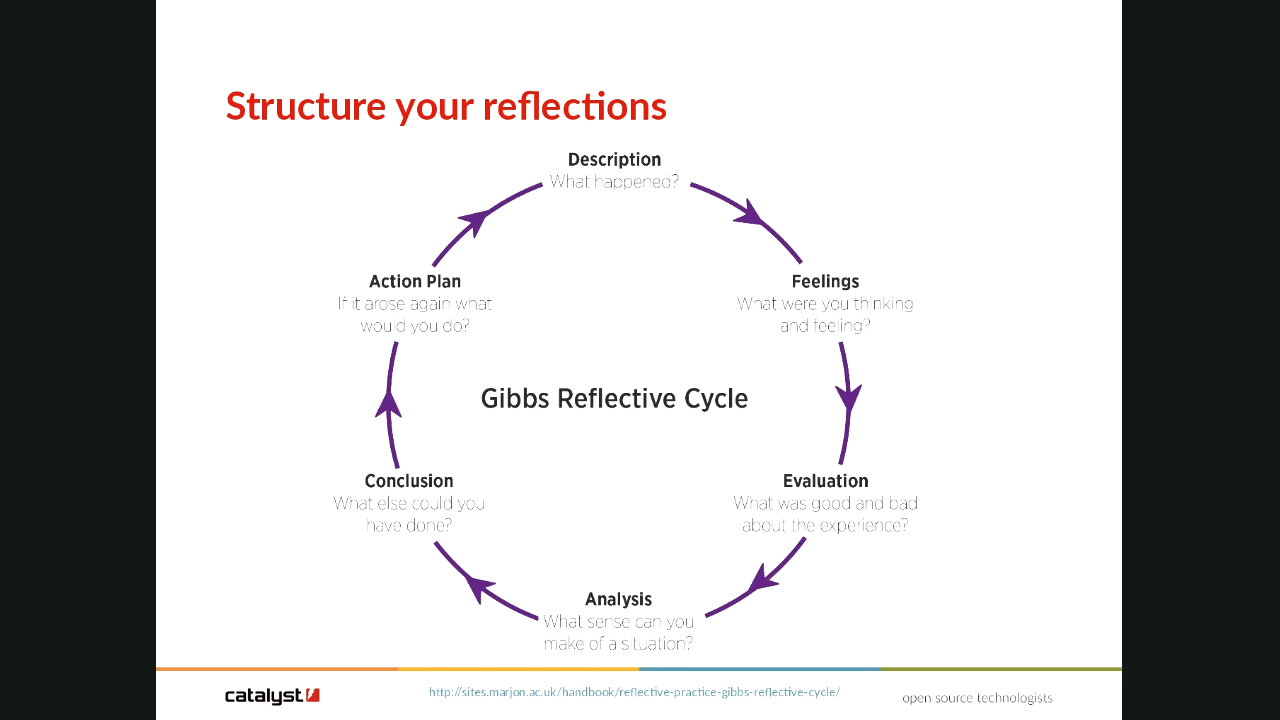 Structure your reflections
Description
What happened?
Feelings
What were you thinking
and feeling?
Evaluation
What was good and bad
about the experience?
Analysis
What sense can you
make of a situation?
Conclusion
What else could you
have done?
Action Plan
If it arose again what
would you do?
Gibbs Reflective Cycle
catalyst
http://sites.marjon.ac.uk/handbook/reflective-practice-gibbs-reflective-cycle/
open source technologists